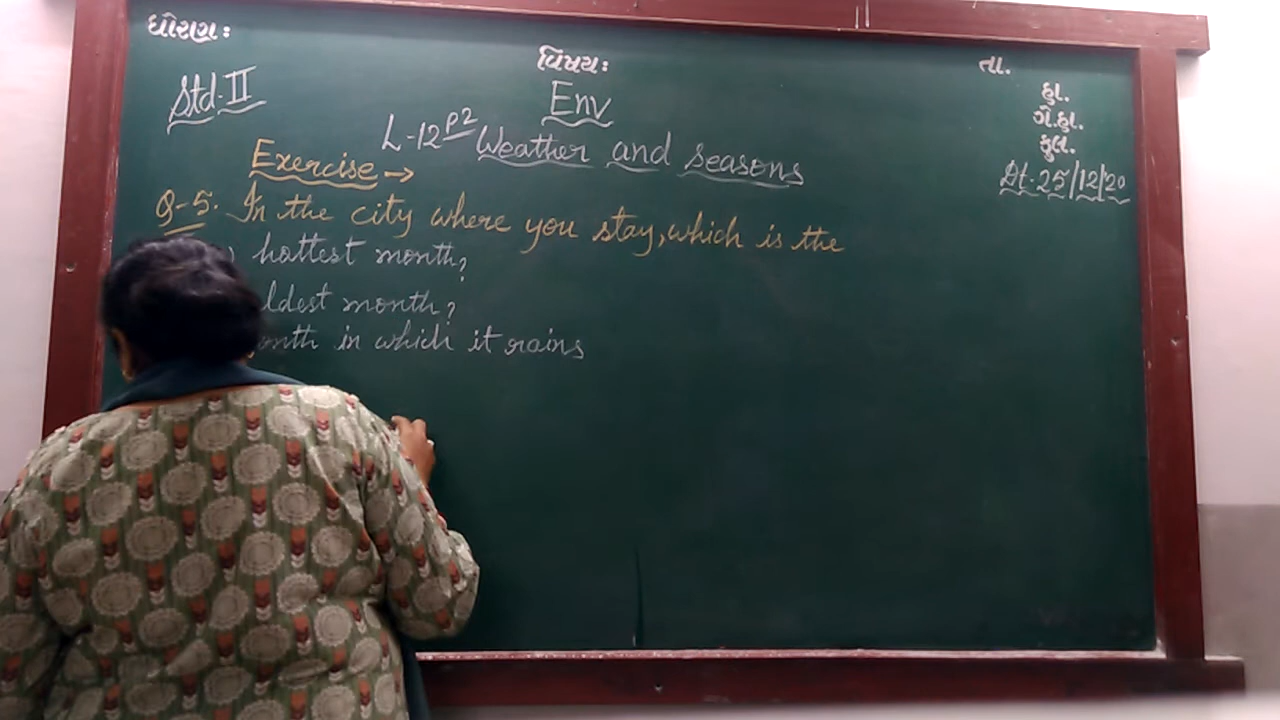 ધોરણ:
વિષય:
તા.
Std. II
Env
હા.
ગે.હા.
કુલ.
L-12 P2 Weather and seasons
Dt. 25/12/20
Exercise →
Q-5. In the city where you stay, which is the
) hottest month?
ldest month?
onth in which it rains